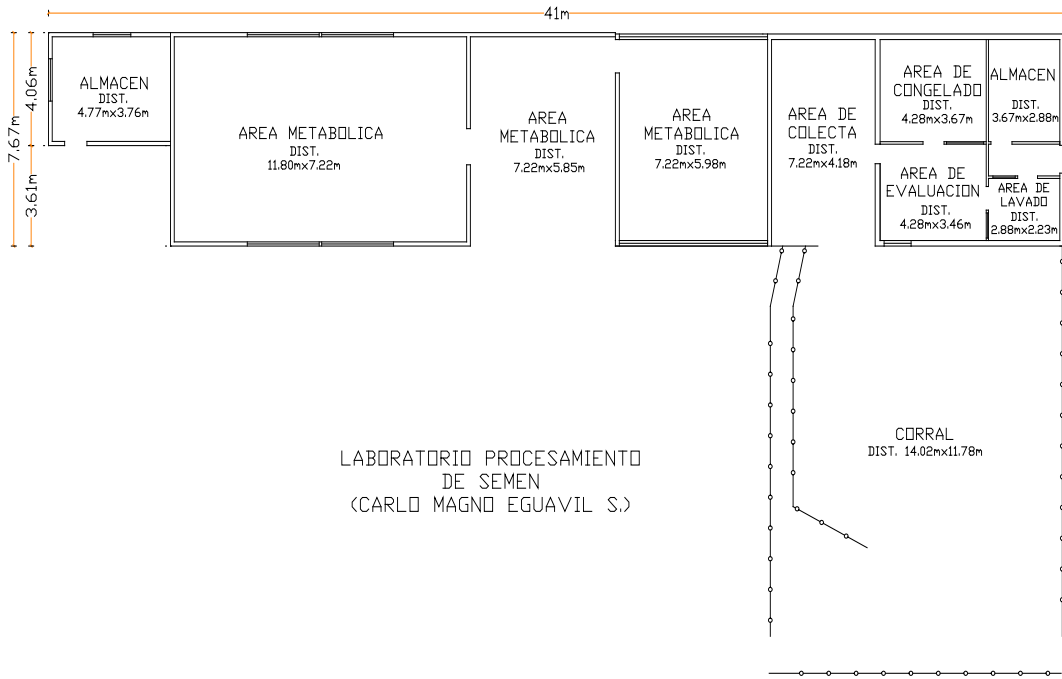 41m
7.67m
4.06m
3.61m
ALMACEN
DIST.
4.77mx3.76m
AREA METABOLICA
DIST.
11.80mx7.22m
AREA
METABOLICA
DIST.
7.22mx5.85m
AREA
METABOLICA
DIST.
7.22mx5.98m
AREA DE
COLECTA
DIST.
7.22mx4.18m
AREA DE
CONGELADO
DIST.
4.28mx3.67m
ALMACEN
DIST.
3.67mx2.88m
AREA DE
EVALUACION
DIST.
4.28mx3.46m
AREA DE
LAVADO
DIST.
2.88mx2.23m
CORRAL
DIST. 14.02mx11.78m
LABORATORIO PROCESAMIENTO
DE SEMEN
(CARLO MAGNO EGUAVIL S.)